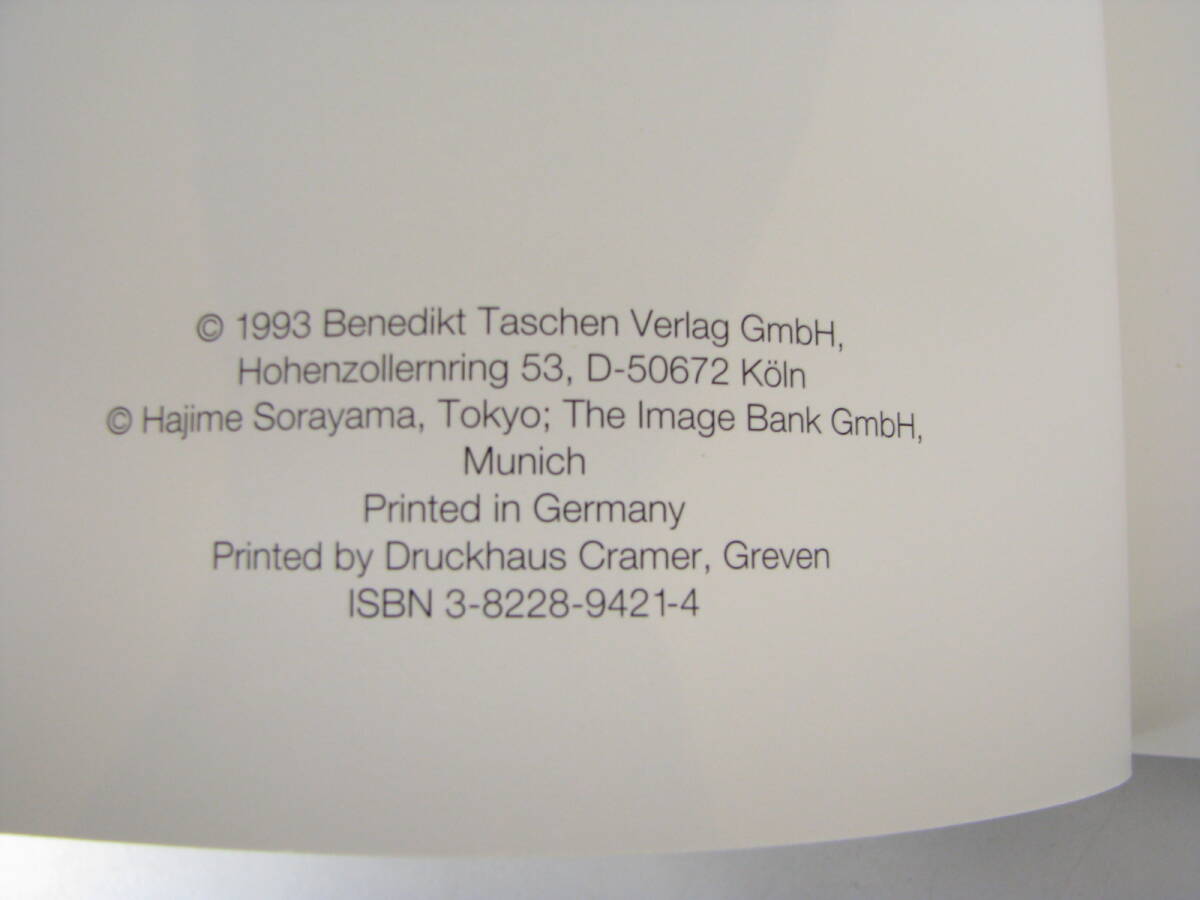 © 1993 Benedikt Taschen Verlag GmbH,
Hohenzollernring 53, D-50672 Köln
© Hajime Sorayama, Tokyo; The Image Bank GmbH,
Munich
Printed in Germany
Printed by Druckhaus Cramer, Greven
ISBN 3-8228-9421-4